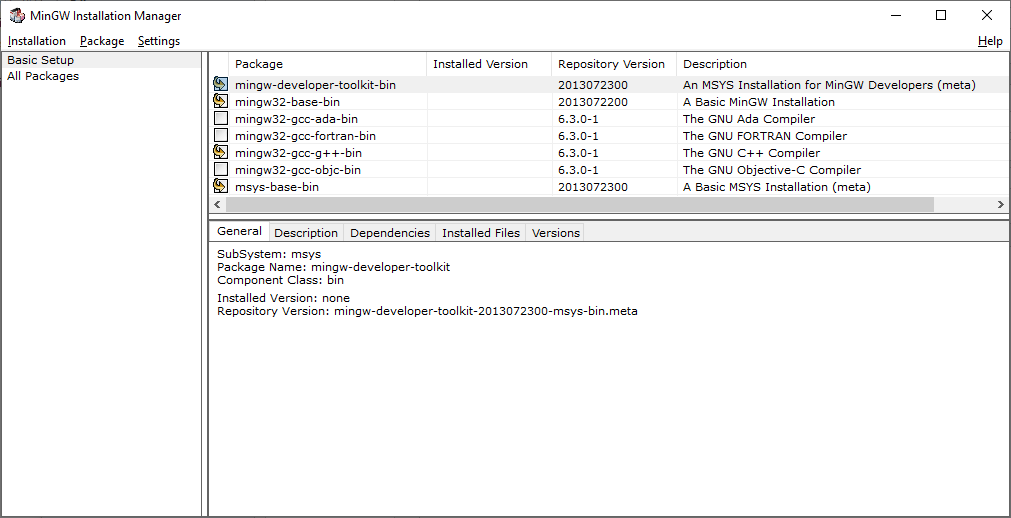 MinGW Installation Manager
Installation Package Settings Help
Basic Setup
All Packages
Package Installed Version Repository Version Description
mingw-developer-toolkit-bin 2013072300 An MSYS Installation for MinGW Developers (meta)
mingw32-base-bin 2013072200 A Basic MinGW Installation
mingw32-gcc-ada-bin 6.3.0-1 The GNU Ada Compiler
mingw32-gcc-fortran-bin 6.3.0-1 The GNU FORTRAN Compiler
mingw32-gcc-g++-bin 6.3.0-1 The GNU C++ Compiler
mingw32-gcc-objc-bin 6.3.0-1 The GNU Objective-C Compiler
msys-base-bin 2013072300 A Basic MSYS Installation (meta)
General Description Dependencies Installed Files Versions
SubSystem: msys
Package Name: mingw-developer-toolkit
Component Class: bin
Installed Version: none
Repository Version: mingw-developer-toolkit-2013072300-msys-bin.meta